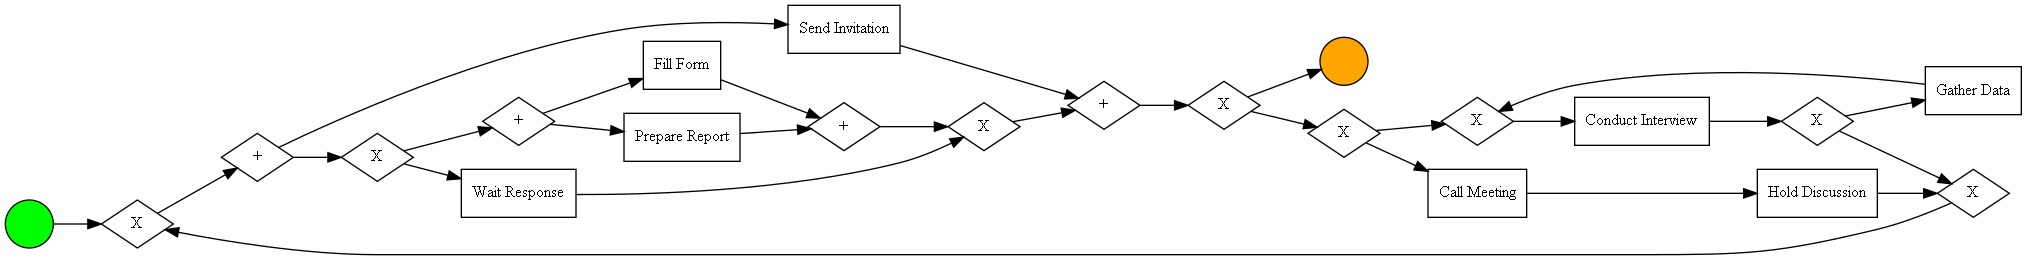 Send Invitation
Fill Form
+
Prepare Report
+
X
+
X
+
X
Wait Response
X
X
X
Conduct Interview
X
Gather Data
Call Meeting
Hold Discussion
X
X